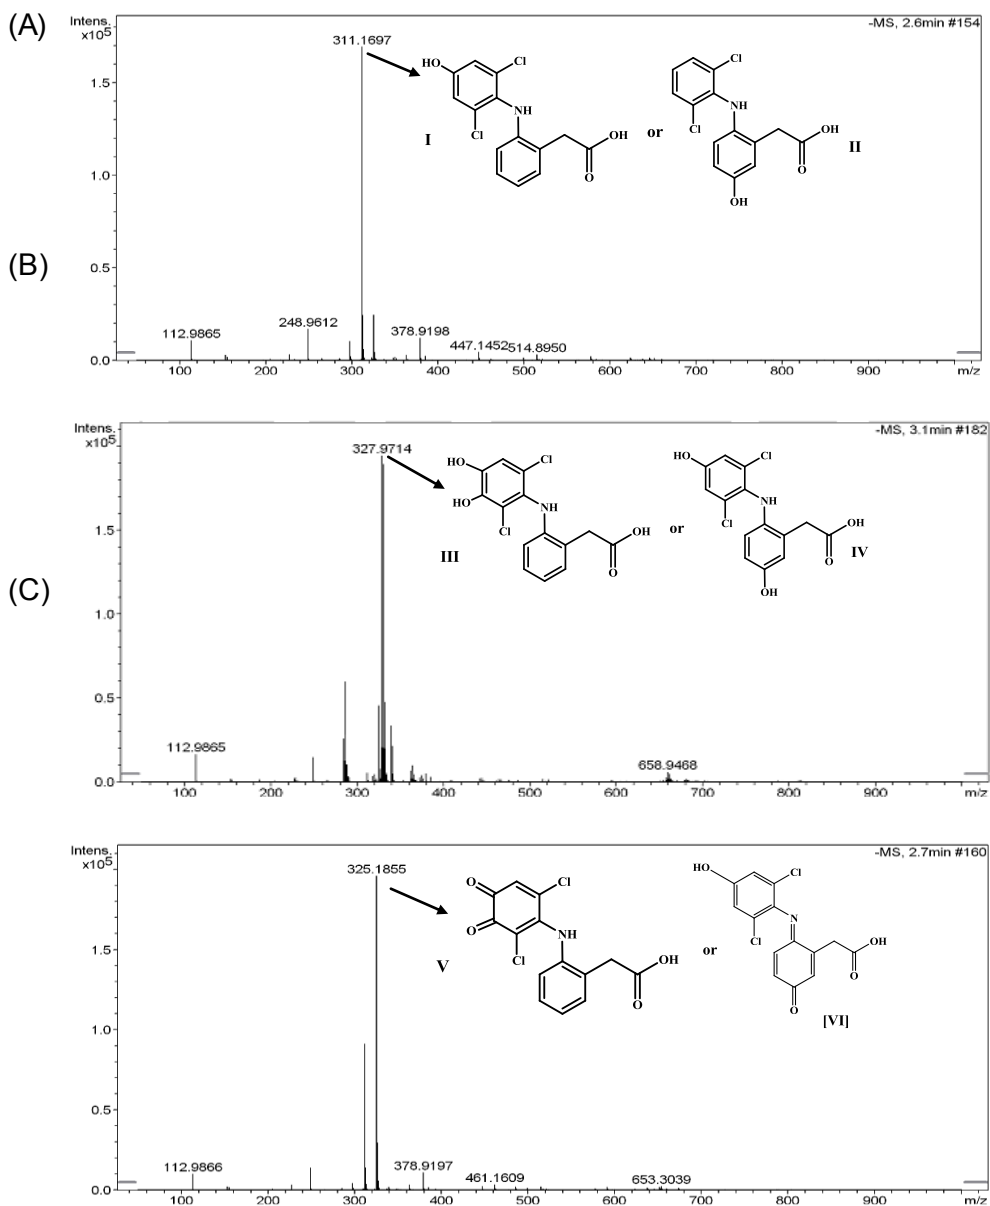 (A)
Intens.
x10⁵
-MS, 2.6min #154
311.1697
1.5
1.0
0.5
0.0
HO
Cl
Cl
NH
OH
O
I
or
Cl
Cl
NH
OH
O
OH
II
(B)
112.9865
248.9612
378.9198
447.1452
514.8950
100 200 300 400 500 600 700 800 900 m/z
Intens.
x10⁵
-MS, 3.1min #182
327.9714
1.5
1.0
0.5
0.0
HO
HO
Cl
Cl
NH
OH
O
III
or
HO
Cl
Cl
NH
OH
O
OH
IV
(C)
112.9865
658.9468
100 200 300 400 500 600 700 800 900 m/z
Intens.
x10⁵
-MS, 2.7min #160
325.1855
1.5
1.0
0.5
0.0
O
O
Cl
Cl
NH
OH
O
V
or
HO
Cl
Cl
N
OH
O
O
[VI]
112.9866
378.9197
461.1609
653.3039
100 200 300 400 500 600 700 800 900 m/z